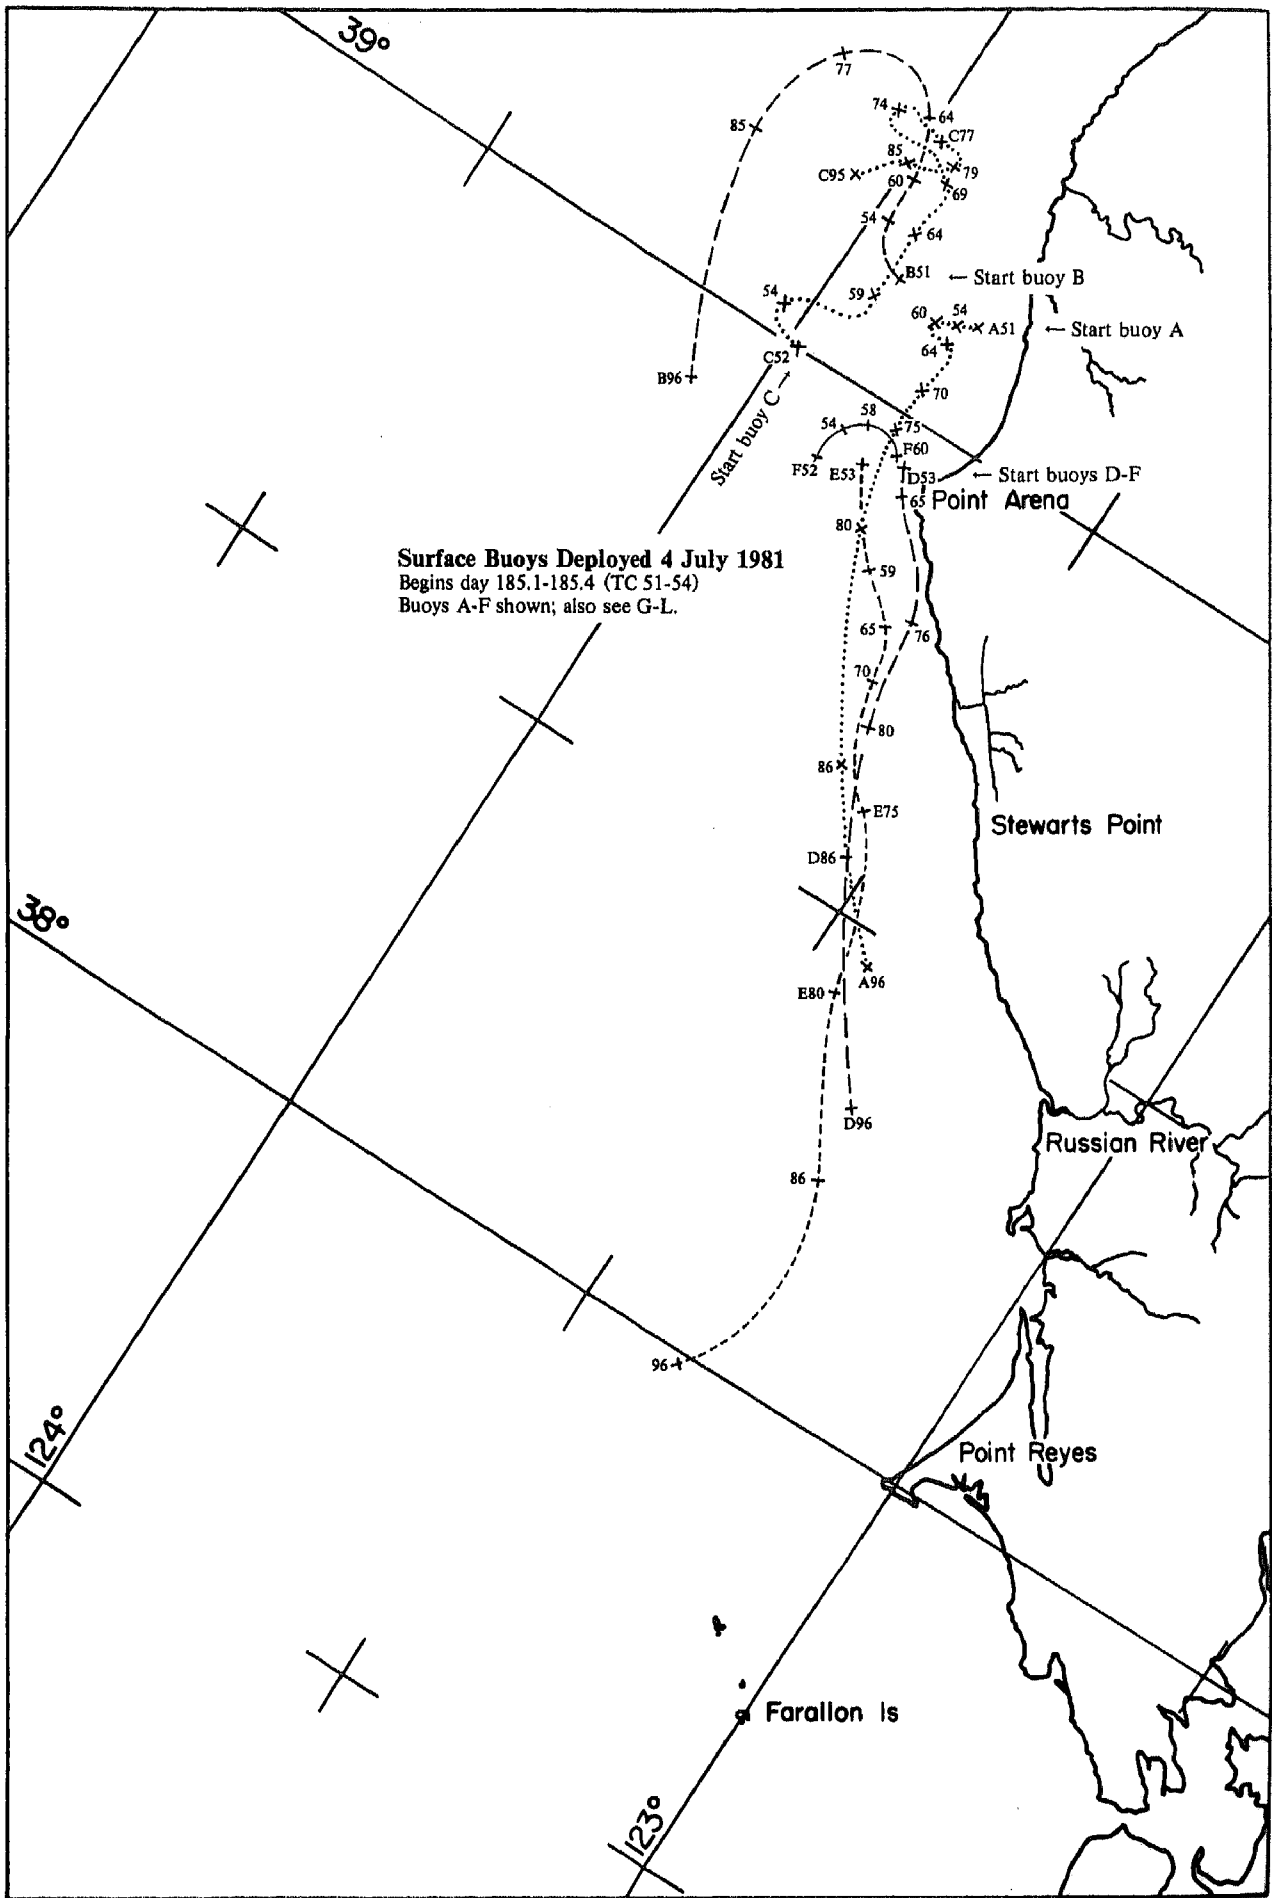 39°
77
74
64
85
C77
85
79
C95
60
69
54
64
B51
← Start buoy B
54
59
60
54
A51
← Start buoy A
64
C52
B96
70
Start buoy C →
58
54
75
F60
F52
E53
D53
← Start buoys D-F
65
Point Arena
80
Surface Buoys Deployed 4 July 1981
Begins day 185.1-185.4 (TC 51-54)
Buoys A-F shown; also see G-L.
59
65
76
70
80
86
E75
Stewarts Point
D86
38°
A96
E80
D96
Russian River
86
96
124°
Point Reyes
Farallon Is
123°